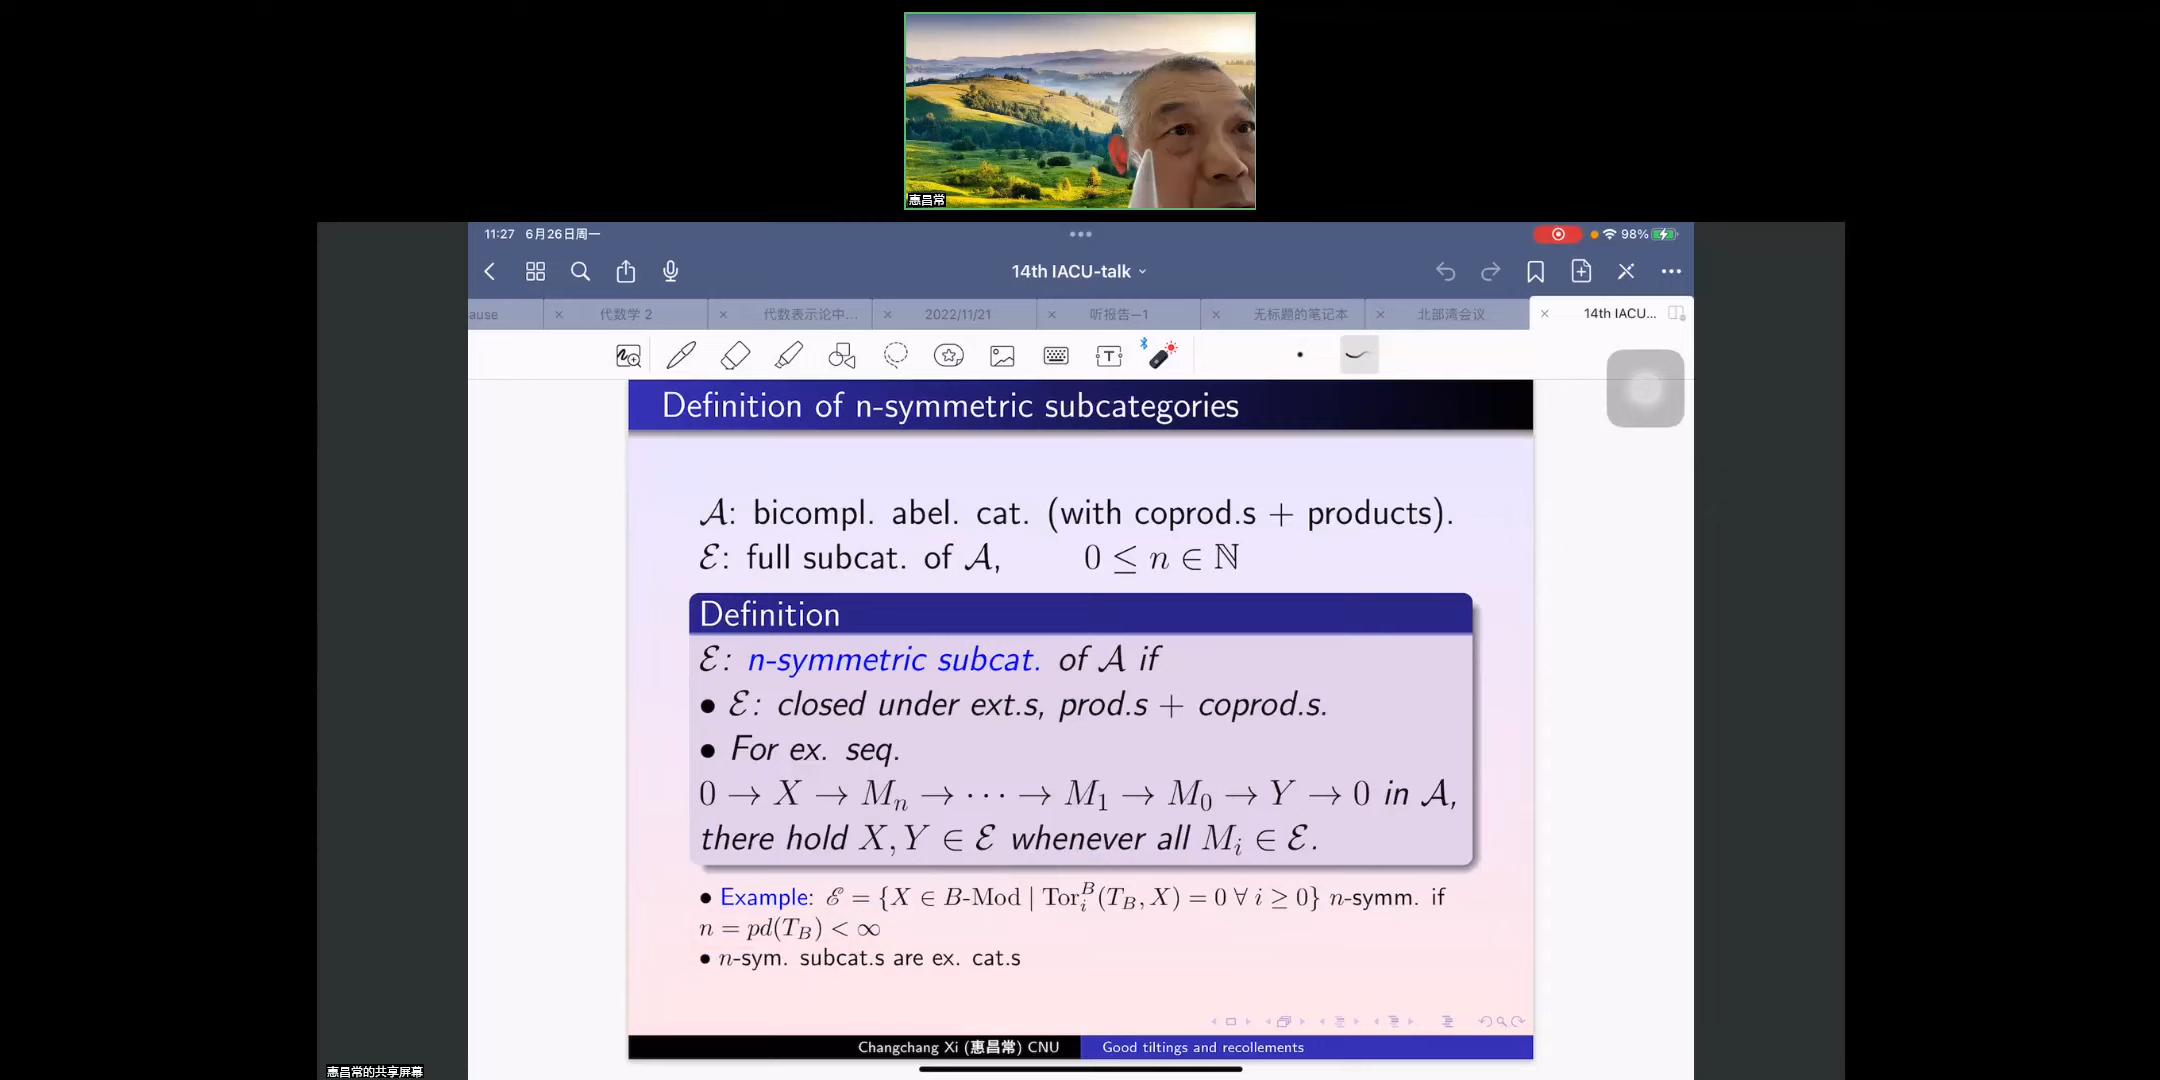 惠昌常
11:27 6月26日周一
98%
14th IACU-talk
ause
代数学 2
代数表示论中...
2022/11/21
听报告—1
无标题的笔记本
北部湾会议
14th IACU...
Definition of n-symmetric subcategories
𝒜: bicompl. abel. cat. (with coprod.s + products).
ℰ: full subcat. of 𝒜, 0 ≤ n ∈ ℕ
Definition
ℰ: n-symmetric subcat. of 𝒜 if
• ℰ: closed under ext.s, prod.s + coprod.s.
• For ex. seq.
0 → X → Mₙ → ⋯ → M₁ → M₀ → Y → 0 in 𝒜,
there hold X, Y ∈ ℰ whenever all Mᵢ ∈ ℰ.
• Example: ℰ = {X ∈ B-Mod | Torᵢᴮ(T_B, X) = 0 ∀ i ≥ 0} n-symm. if
n = pd(T_B) < ∞
• n-sym. subcat.s are ex. cat.s
Changchang Xi (惠昌常) CNU
Good tiltings and recollements
惠昌常的共享屏幕